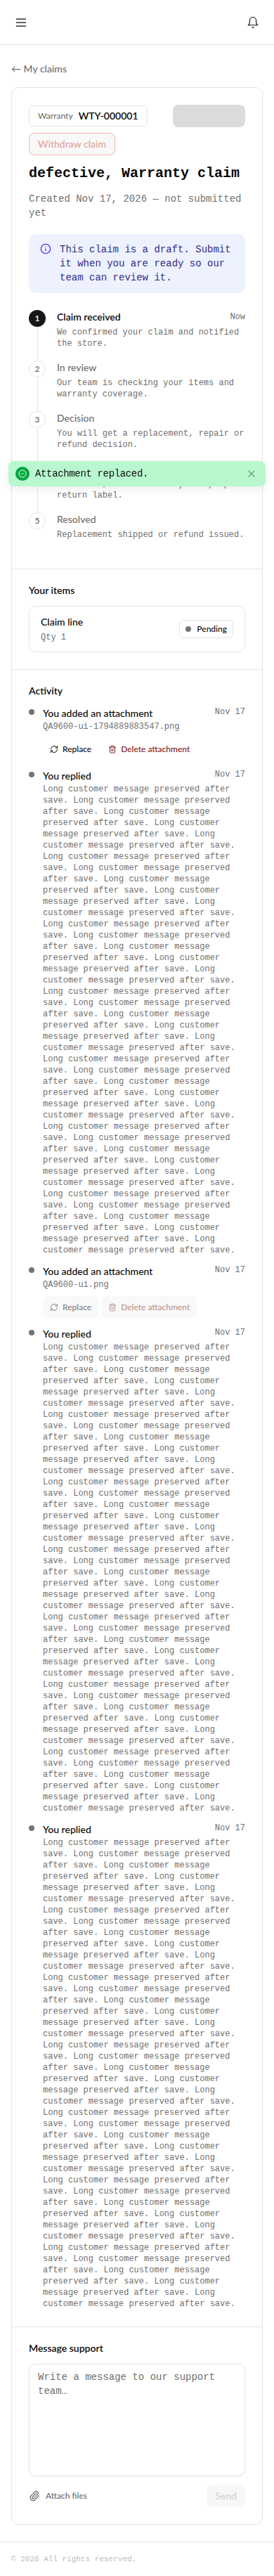 ← My claims
Warranty WTY-000001
Withdraw claim
defective, Warranty claim
Created Nov 17, 2026 — not submitted
yet
This claim is a draft. Submit
it when you are ready so our
team can review it.
1 Claim received Now
We confirmed your claim and notified
the store.
2 In review
Our team is checking your items and
warranty coverage.
3 Decision
You will get a replacement, repair or
refund decision.
Attachment replaced.
return label.
5 Resolved
Replacement shipped or refund issued.
Your items
Claim line
Qty 1
Pending
Activity
You added an attachment Nov 17
QA9600-ui-1794889883547.png
Replace Delete attachment
You replied Nov 17
Long customer message preserved after
save. Long customer message preserved
after save. Long customer message
preserved after save. Long customer
message preserved after save. Long
customer message preserved after save.
Long customer message preserved after
save. Long customer message preserved
after save. Long customer message
preserved after save. Long customer
message preserved after save. Long
customer message preserved after save.
Long customer message preserved after
save. Long customer message preserved
after save. Long customer message
preserved after save. Long customer
message preserved after save. Long
customer message preserved after save.
Long customer message preserved after
save. Long customer message preserved
after save. Long customer message
preserved after save. Long customer
message preserved after save. Long
customer message preserved after save.
Long customer message preserved after
save. Long customer message preserved
after save. Long customer message
preserved after save. Long customer
message preserved after save. Long
customer message preserved after save.
Long customer message preserved after
save. Long customer message preserved
after save. Long customer message
preserved after save. Long customer
message preserved after save. Long
customer message preserved after save.
Long customer message preserved after
save. Long customer message preserved
after save. Long customer message
preserved after save. Long customer
message preserved after save. Long
customer message preserved after save.
You added an attachment Nov 17
QA9600-ui.png
Replace Delete attachment
You replied Nov 17
Long customer message preserved after
save. Long customer message preserved
after save. Long customer message
preserved after save. Long customer
message preserved after save. Long
customer message preserved after save.
Long customer message preserved after
save. Long customer message preserved
after save. Long customer message
preserved after save. Long customer
message preserved after save. Long
customer message preserved after save.
Long customer message preserved after
save. Long customer message preserved
after save. Long customer message
preserved after save. Long customer
message preserved after save. Long
customer message preserved after save.
Long customer message preserved after
save. Long customer message preserved
after save. Long customer message
preserved after save. Long customer
message preserved after save. Long
customer message preserved after save.
Long customer message preserved after
save. Long customer message preserved
after save. Long customer message
preserved after save. Long customer
message preserved after save. Long
customer message preserved after save.
Long customer message preserved after
save. Long customer message preserved
after save. Long customer message
preserved after save. Long customer
message preserved after save. Long
customer message preserved after save.
Long customer message preserved after
save. Long customer message preserved
after save. Long customer message
preserved after save. Long customer
message preserved after save. Long
customer message preserved after save.
You replied Nov 17
Long customer message preserved after
save. Long customer message preserved
after save. Long customer message
preserved after save. Long customer
message preserved after save. Long
customer message preserved after save.
Long customer message preserved after
save. Long customer message preserved
after save. Long customer message
preserved after save. Long customer
message preserved after save. Long
customer message preserved after save.
Long customer message preserved after
save. Long customer message preserved
after save. Long customer message
preserved after save. Long customer
message preserved after save. Long
customer message preserved after save.
Long customer message preserved after
save. Long customer message preserved
after save. Long customer message
preserved after save. Long customer
message preserved after save. Long
customer message preserved after save.
Long customer message preserved after
save. Long customer message preserved
after save. Long customer message
preserved after save. Long customer
message preserved after save. Long
customer message preserved after save.
Long customer message preserved after
save. Long customer message preserved
after save. Long customer message
preserved after save. Long customer
message preserved after save. Long
customer message preserved after save.
Long customer message preserved after
save. Long customer message preserved
after save. Long customer message
preserved after save. Long customer
message preserved after save. Long
customer message preserved after save.
Message support
Write a message to our support
team…
Attach files Send
© 2026 All rights reserved.